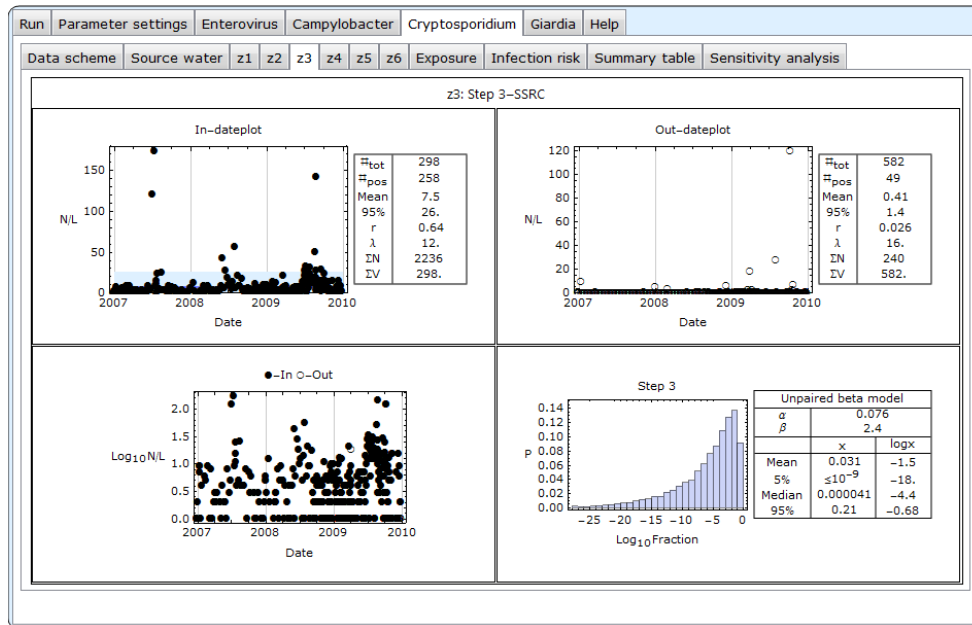 Run Parameter settings Enterovirus Campylobacter Cryptosporidium Giardia Help
Data scheme Source water z1 z2 z3 z4 z5 z6 Exposure Infection risk Summary table Sensitivity analysis
z3: Step 3-SSRC
In-dateplot
150
100
50
0
N/L
2007 2008 2009 2010
Date
#tot 298
#pos 258
Mean 7.5
95% 26.
r 0.64
λ 12.
ΣN 2236
ΣV 298.
Out-dateplot
120
100
80
60
40
20
0
N/L
2007 2008 2009 2010
Date
#tot 582
#pos 49
Mean 0.41
95% 1.4
r 0.026
λ 16.
ΣN 240
ΣV 582.
●-In ○-Out
2.0
1.5
1.0
0.5
0.0
Log10 N/L
2007 2008 2009 2010
Date
Step 3
0.14
0.12
0.10
0.08
0.06
0.04
0.02
0.00
P
-25 -20 -15 -10 -5 0
Log10 Fraction
Unpaired beta model
α 0.076
β 2.4
x logx
Mean 0.031 -1.5
5% ≤10^-9 -18.
Median 0.000041 -4.4
95% 0.21 -0.68